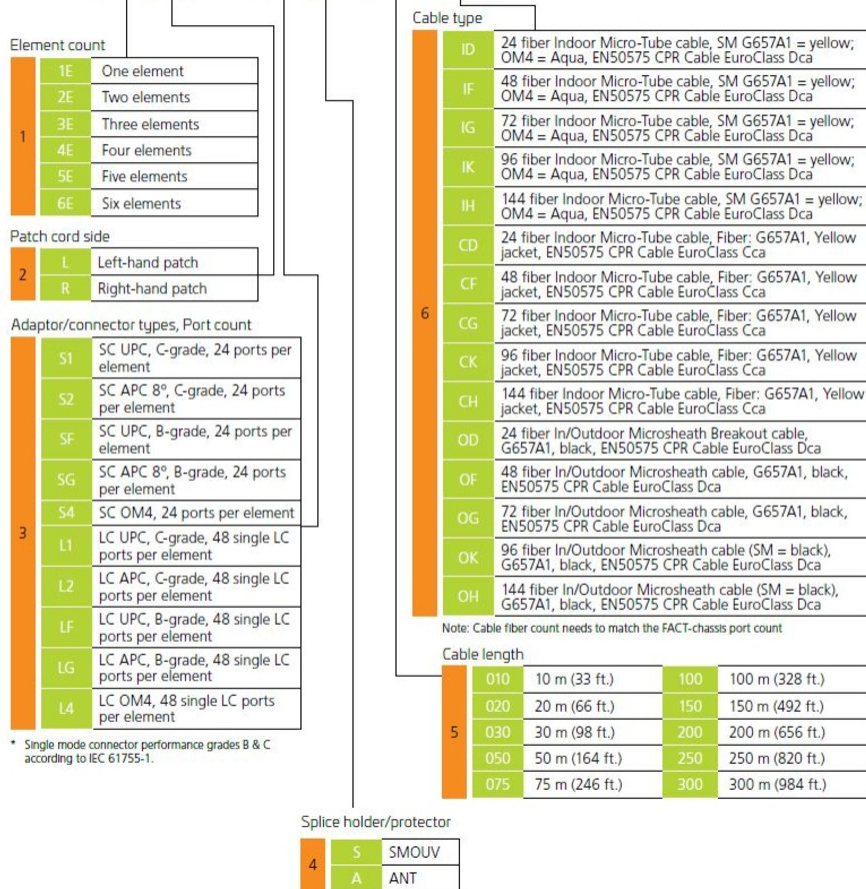 Element count
1
1E One element
2E Two elements
3E Three elements
4E Four elements
5E Five elements
6E Six elements
Patch cord side
2
L Left-hand patch
R Right-hand patch
Adaptor/connector types, Port count
3
S1 SC UPC, C-grade, 24 ports per
element
S2 SC APC 8º, C-grade, 24 ports
per element
SF SC UPC, B-grade, 24 ports per
element
SG SC APC 8º, B-grade, 24 ports
per element
S4 SC OM4, 24 ports per element
L1 LC UPC, C-grade, 48 single LC
ports per element
L2 LC APC, C-grade, 48 single LC
ports per element
LF LC UPC, B-grade, 48 single LC
ports per element
LG LC APC, B-grade, 48 single LC
ports per element
L4 LC OM4, 48 single LC ports
per element
* Single mode connector performance grades B & C
according to IEC 61755-1.
Splice holder/protector
4
S SMOUV
A ANT
Cable type
6
ID 24 fiber Indoor Micro-Tube cable, SM G657A1 = yellow;
OM4 = Aqua, EN50575 CPR Cable EuroClass Dca
IF 48 fiber Indoor Micro-Tube cable, SM G657A1 = yellow;
OM4 = Aqua, EN50575 CPR Cable EuroClass Dca
IG 72 fiber Indoor Micro-Tube cable, SM G657A1 = yellow;
OM4 = Aqua, EN50575 CPR Cable EuroClass Dca
IK 96 fiber Indoor Micro-Tube cable, SM G657A1 = yellow;
OM4 = Aqua, EN50575 CPR Cable EuroClass Dca
IH 144 fiber Indoor Micro-Tube cable, SM G657A1 = yellow;
OM4 = Aqua, EN50575 CPR Cable EuroClass Dca
CD 24 fiber Indoor Micro-Tube cable, Fiber: G657A1, Yellow
jacket, EN50575 CPR Cable EuroClass Cca
CF 48 fiber Indoor Micro-Tube cable, Fiber: G657A1, Yellow
jacket, EN50575 CPR Cable EuroClass Cca
CG 72 fiber Indoor Micro-Tube cable, Fiber: G657A1, Yellow
jacket, EN50575 CPR Cable EuroClass Cca
CK 96 fiber Indoor Micro-Tube cable, Fiber: G657A1, Yellow
jacket, EN50575 CPR Cable EuroClass Cca
CH 144 fiber Indoor Micro-Tube cable, Fiber: G657A1, Yellow
jacket, EN50575 CPR Cable EuroClass Cca
OD 24 fiber In/Outdoor Microsheath Breakout cable,
G657A1, black, EN50575 CPR Cable EuroClass Dca
OF 48 fiber In/Outdoor Microsheath cable, G657A1, black,
EN50575 CPR Cable EuroClass Dca
OG 72 fiber In/Outdoor Microsheath cable, G657A1, black,
EN50575 CPR Cable EuroClass Dca
OK 96 fiber In/Outdoor Microsheath cable (SM = black),
G657A1, black, EN50575 CPR Cable EuroClass Dca
OH 144 fiber In/Outdoor Microsheath cable (SM = black),
G657A1, black, EN50575 CPR Cable EuroClass Dca
Note: Cable fiber count needs to match the FACT-chassis port count
Cable length
5
010 10 m (33 ft.) 100 100 m (328 ft.)
020 20 m (66 ft.) 150 150 m (492 ft.)
030 30 m (98 ft.) 200 200 m (656 ft.)
050 50 m (164 ft.) 250 250 m (820 ft.)
075 75 m (246 ft.) 300 300 m (984 ft.)